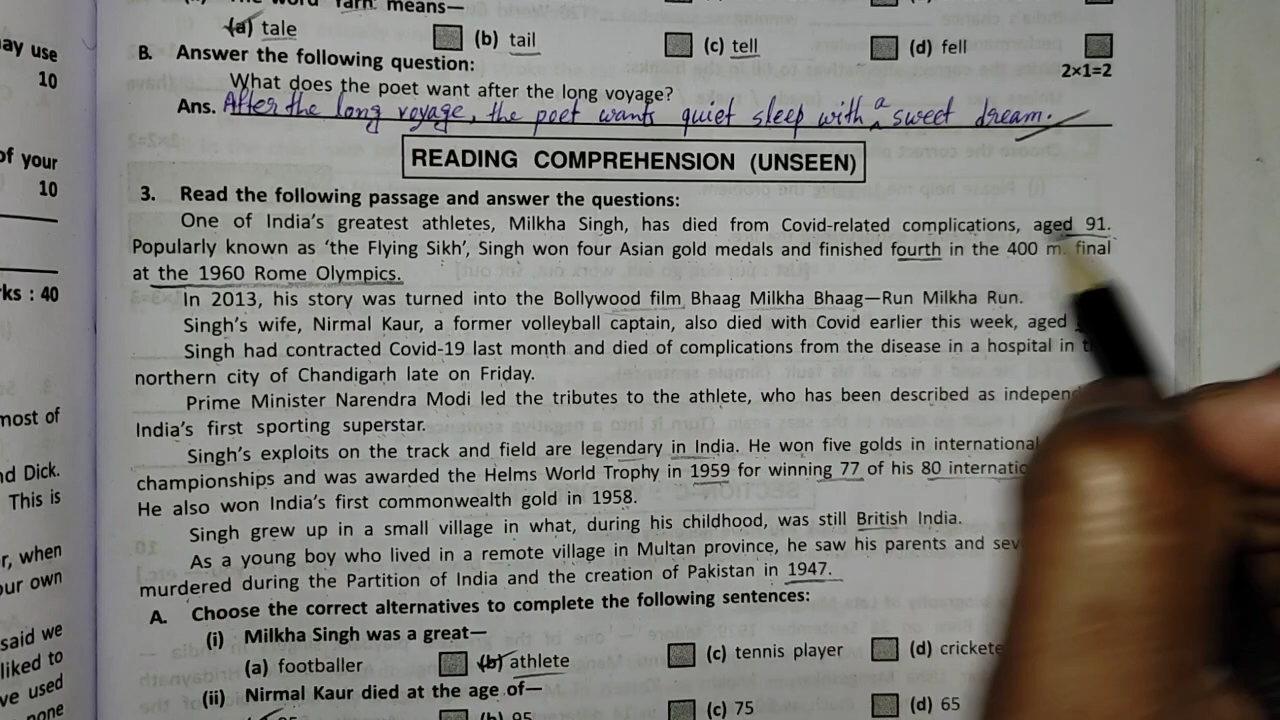 means—
(a) tale (b) tail (c) tell (d) fell
B. Answer the following question: 2×1=2
What does the poet want after the long voyage?
Ans. After the long voyage, the poet wants quiet sleep with a sweet dream.
READING COMPREHENSION (UNSEEN)
3. Read the following passage and answer the questions:
One of India's greatest athletes, Milkha Singh, has died from Covid-related complications, aged 91.
Popularly known as 'the Flying Sikh', Singh won four Asian gold medals and finished fourth in the 400 m. final
at the 1960 Rome Olympics.
In 2013, his story was turned into the Bollywood film Bhaag Milkha Bhaag—Run Milkha Run.
Singh's wife, Nirmal Kaur, a former volleyball captain, also died with Covid earlier this week, aged
Singh had contracted Covid-19 last month and died of complications from the disease in a hospital in
northern city of Chandigarh late on Friday.
Prime Minister Narendra Modi led the tributes to the athlete, who has been described as
India's first sporting superstar.
Singh's exploits on the track and field are legendary in India. He won five golds in international
championships and was awarded the Helms World Trophy in 1959 for winning 77 of his 80
He also won India's first commonwealth gold in 1958.
Singh grew up in a small village in what, during his childhood, was still British India.
As a young boy who lived in a remote village in Multan province, he saw his parents and
murdered during the Partition of India and the creation of Pakistan in 1947.
A. Choose the correct alternatives to complete the following sentences:
(i) Milkha Singh was a great—
(a) footballer (b) athlete (c) tennis player (d)
(ii) Nirmal Kaur died at the age of—
(b) 95 (c) 75 (d) 65
use
10
of your
10
: 40
most of
Dick.
This is
when
own
said we
liked to
used